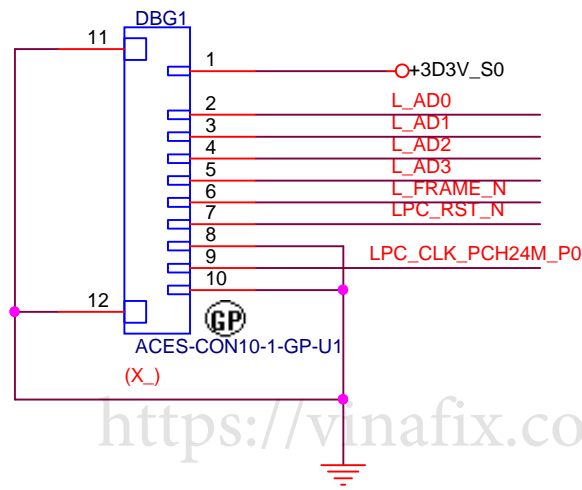 DBG1
11
1
+3D3V_S0
2
L_AD0
3
L_AD1
4
L_AD2
5
L_AD3
6
L_FRAME_N
7
LPC_RST_N
8
9
LPC_CLK_PCH24M_P0
10
12
GP
ACES-CON10-1-GP-U1
(X_)
https://vinafix.co